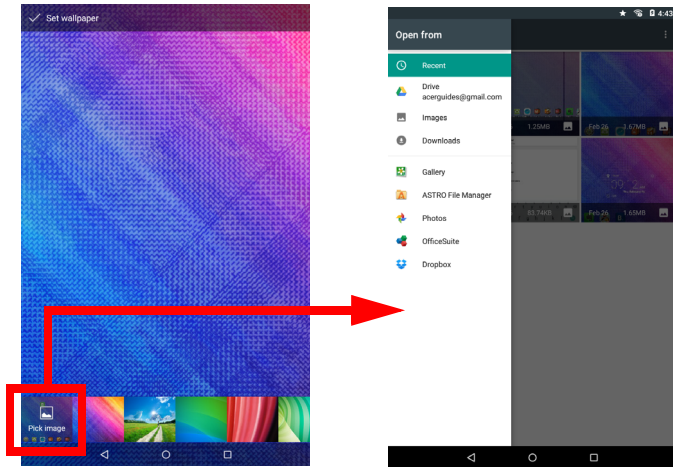 Set wallpaper
Pick image
4:43
Open from
Recent
Drive
acerguides@gmail.com
Images
Downloads
Gallery
ASTRO File Manager
Photos
OfficeSuite
Dropbox
1.25MB
Feb 26 1.67MB
83.74KB
Feb 26 1.65MB